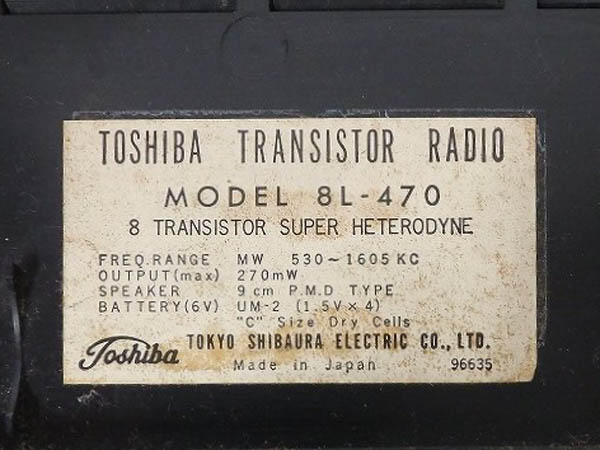 TOSHIBA TRANSISTOR RADIO
MODEL 8L-470
8 TRANSISTOR SUPER HETERODYNE
FREQ. RANGE MW 530~1605 KC
OUTPUT(max) 270mW
SPEAKER 9 cm P.M.D TYPE
BATTERY(6V) UM-2 (1.5V×4)
"C" Size Dry Cells
Toshiba TOKYO SHIBAURA ELECTRIC CO., LTD.
Made in Japan 96635